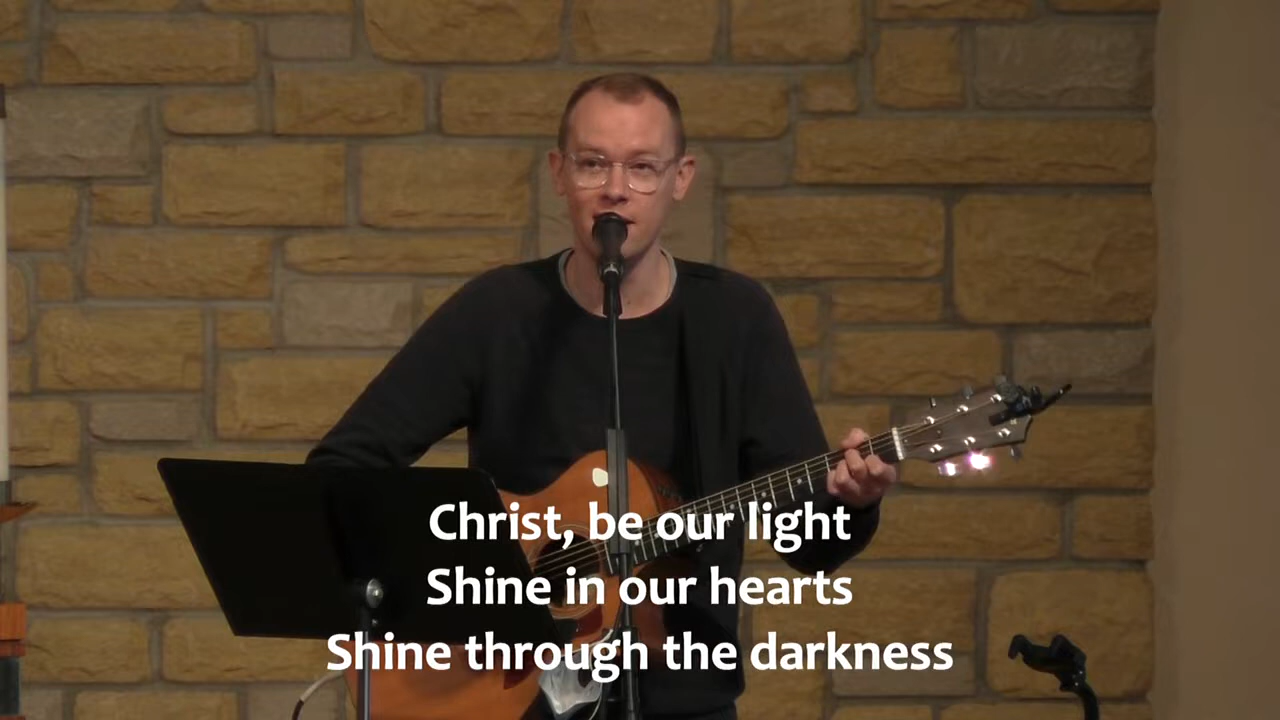 Christ, be our light
Shine in our hearts
Shine through the darkness